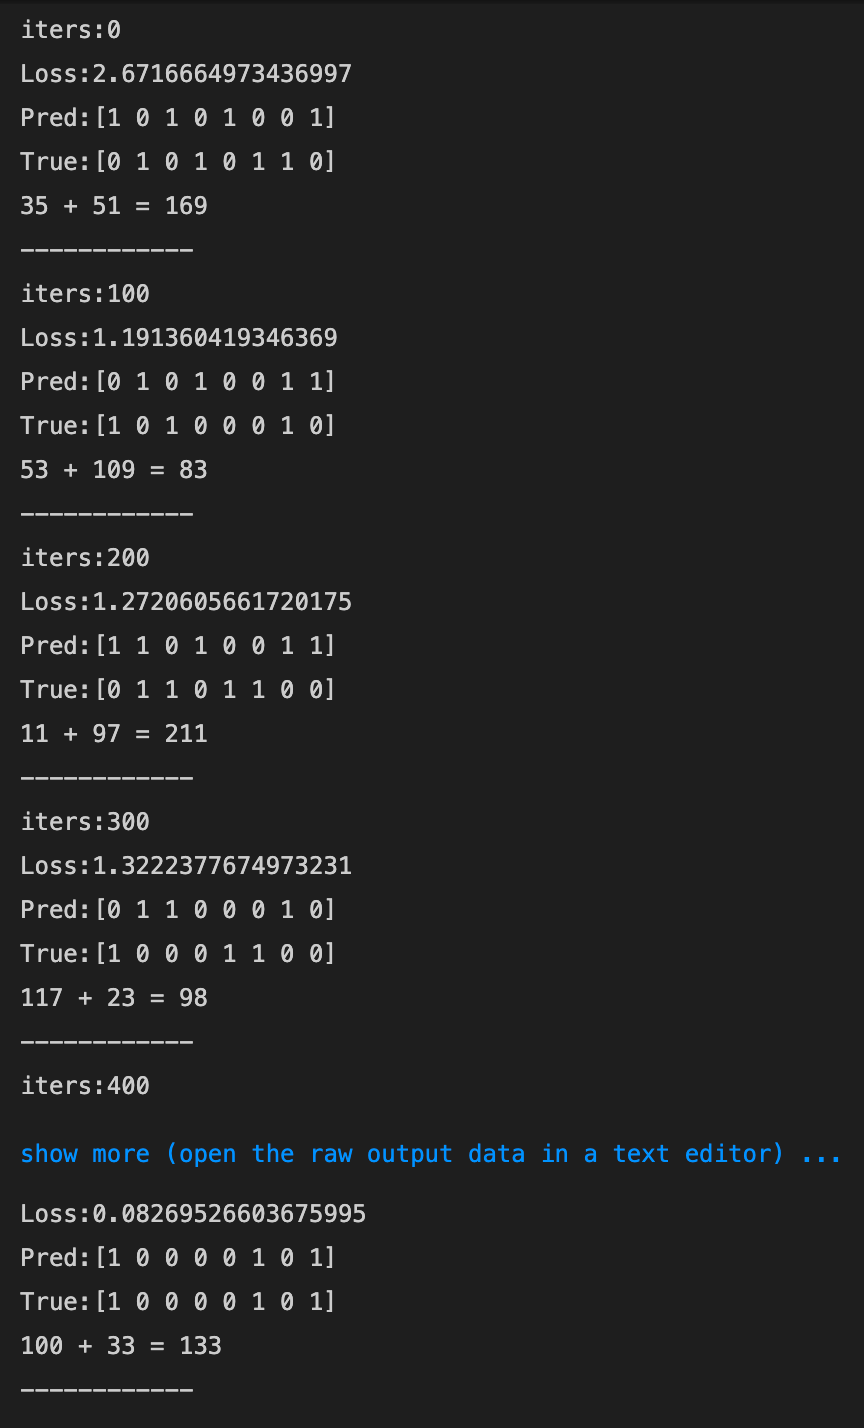 iters:0
Loss:2.6716664973436997
Pred:[1 0 1 0 1 0 0 1]
True:[0 1 0 1 0 1 1 0]
35 + 51 = 169
------------
iters:100
Loss:1.191360419346369
Pred:[0 1 0 1 0 0 1 1]
True:[1 0 1 0 0 0 1 0]
53 + 109 = 83
------------
iters:200
Loss:1.2720605661720175
Pred:[1 1 0 1 0 0 1 1]
True:[0 1 1 0 1 1 0 0]
11 + 97 = 211
------------
iters:300
Loss:1.3222377674973231
Pred:[0 1 1 0 0 0 1 0]
True:[1 0 0 0 1 1 0 0]
117 + 23 = 98
------------
iters:400
show more (open the raw output data in a text editor) ...
Loss:0.08269526603675995
Pred:[1 0 0 0 0 1 0 1]
True:[1 0 0 0 0 1 0 1]
100 + 33 = 133
------------